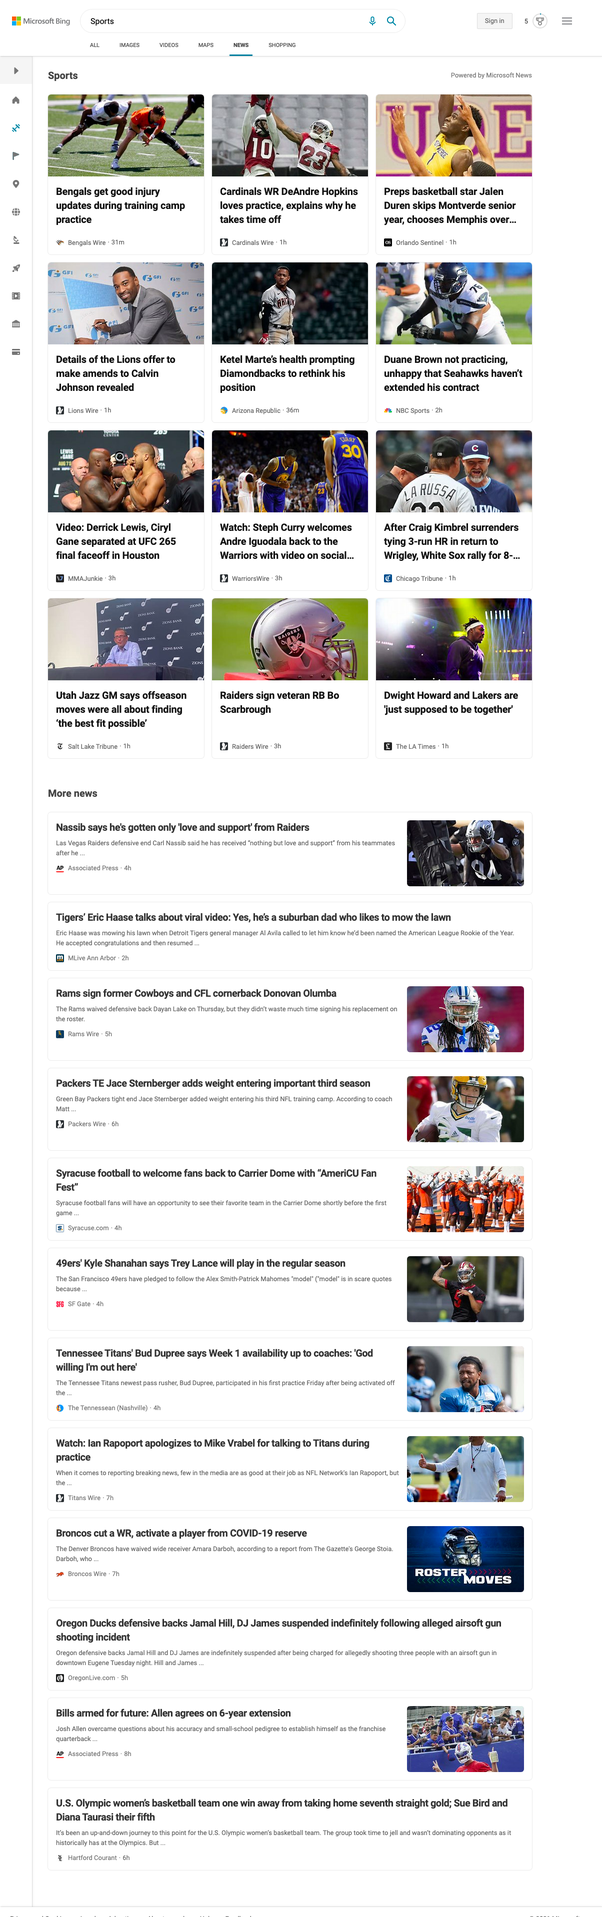 Microsoft Bing
Sports
Sign in
5
ALL IMAGES VIDEOS MAPS NEWS SHOPPING
Sports
Powered by Microsoft News
Bengals get good injury
updates during training camp
practice
Bengals Wire · 31m
Cardinals WR DeAndre Hopkins
loves practice, explains why he
takes time off
Cardinals Wire · 1h
Preps basketball star Jalen
Duren skips Montverde senior
year, chooses Memphis over...
Orlando Sentinel · 1h
Details of the Lions offer to
make amends to Calvin
Johnson revealed
Lions Wire · 1h
Ketel Marte's health prompting
Diamondbacks to rethink his
position
Arizona Republic · 36m
Duane Brown not practicing,
unhappy that Seahawks haven't
extended his contract
NBC Sports · 2h
Video: Derrick Lewis, Ciryl
Gane separated at UFC 265
final faceoff in Houston
MMAJunkie · 3h
Watch: Steph Curry welcomes
Andre Iguodala back to the
Warriors with video on social...
WarriorsWire · 3h
After Craig Kimbrel surrenders
tying 3-run HR in return to
Wrigley, White Sox rally for 8-...
Chicago Tribune · 1h
Utah Jazz GM says offseason
moves were all about finding
'the best fit possible'
Salt Lake Tribune · 1h
Raiders sign veteran RB Bo
Scarbrough
Raiders Wire · 3h
Dwight Howard and Lakers are
'just supposed to be together'
The LA Times · 1h
More news
Nassib says he's gotten only 'love and support' from Raiders
Las Vegas Raiders defensive end Carl Nassib said he has received "nothing but love and support" from his teammates
after he ...
AP Associated Press · 4h
Tigers' Eric Haase talks about viral video: Yes, he's a suburban dad who likes to mow the lawn
Eric Haase was mowing his lawn when Detroit Tigers general manager Al Avila called to let him know he'd been named the American League Rookie of the Year.
He accepted congratulations and then resumed ...
MLive Ann Arbor · 2h
Rams sign former Cowboys and CFL cornerback Donovan Olumba
The Rams waived defensive back Dayan Lake on Thursday, but they didn't waste much time signing his replacement on
the roster.
Rams Wire · 5h
Packers TE Jace Sternberger adds weight entering important third season
Green Bay Packers tight end Jace Sternberger added weight entering his third NFL training camp. According to coach
Matt ...
Packers Wire · 6h
Syracuse football to welcome fans back to Carrier Dome with "AmeriCU Fan
Fest"
Syracuse football fans will have an opportunity to see their favorite team in the Carrier Dome shortly before the first
game ...
Syracuse.com · 4h
49ers' Kyle Shanahan says Trey Lance will play in the regular season
The San Francisco 49ers have pledged to follow the Alex Smith-Patrick Mahomes "model" ("model" is in scare quotes
because ...
SF Gate · 4h
Tennessee Titans' Bud Dupree says Week 1 availability up to coaches: 'God
willing I'm out here'
The Tennessee Titans newest pass rusher, Bud Dupree, participated in his first practice Friday after being activated off
the ...
The Tennessean (Nashville) · 4h
Watch: Ian Rapoport apologizes to Mike Vrabel for talking to Titans during
practice
When it comes to reporting breaking news, few in the media are as good at their job as NFL Network's Ian Rapoport, but
the ...
Titans Wire · 7h
Broncos cut a WR, activate a player from COVID-19 reserve
The Denver Broncos have waived wide receiver Amara Darboh, according to a report from The Gazette's George Stoia.
Darboh, who ...
Broncos Wire · 7h
ROSTER
MOVES
Oregon Ducks defensive backs Jamal Hill, DJ James suspended indefinitely following alleged airsoft gun
shooting incident
Oregon defensive backs Jamal Hill and DJ James are indefinitely suspended after being charged for allegedly shooting three people with an airsoft gun in
downtown Eugene Tuesday night. Hill and James ...
OregonLive.com · 5h
Bills armed for future: Allen agrees on 6-year extension
Josh Allen overcame questions about his accuracy and small-school pedigree to establish himself as the franchise
quarterback ...
AP Associated Press · 8h
U.S. Olympic women's basketball team one win away from taking home seventh straight gold; Sue Bird and
Diana Taurasi their fifth
It's been an up-and-down journey to this point for the U.S. Olympic women's basketball team. The group took time to jell and wasn't dominating opponents as it
historically has at the Olympics. But ...
Hartford Courant · 6h